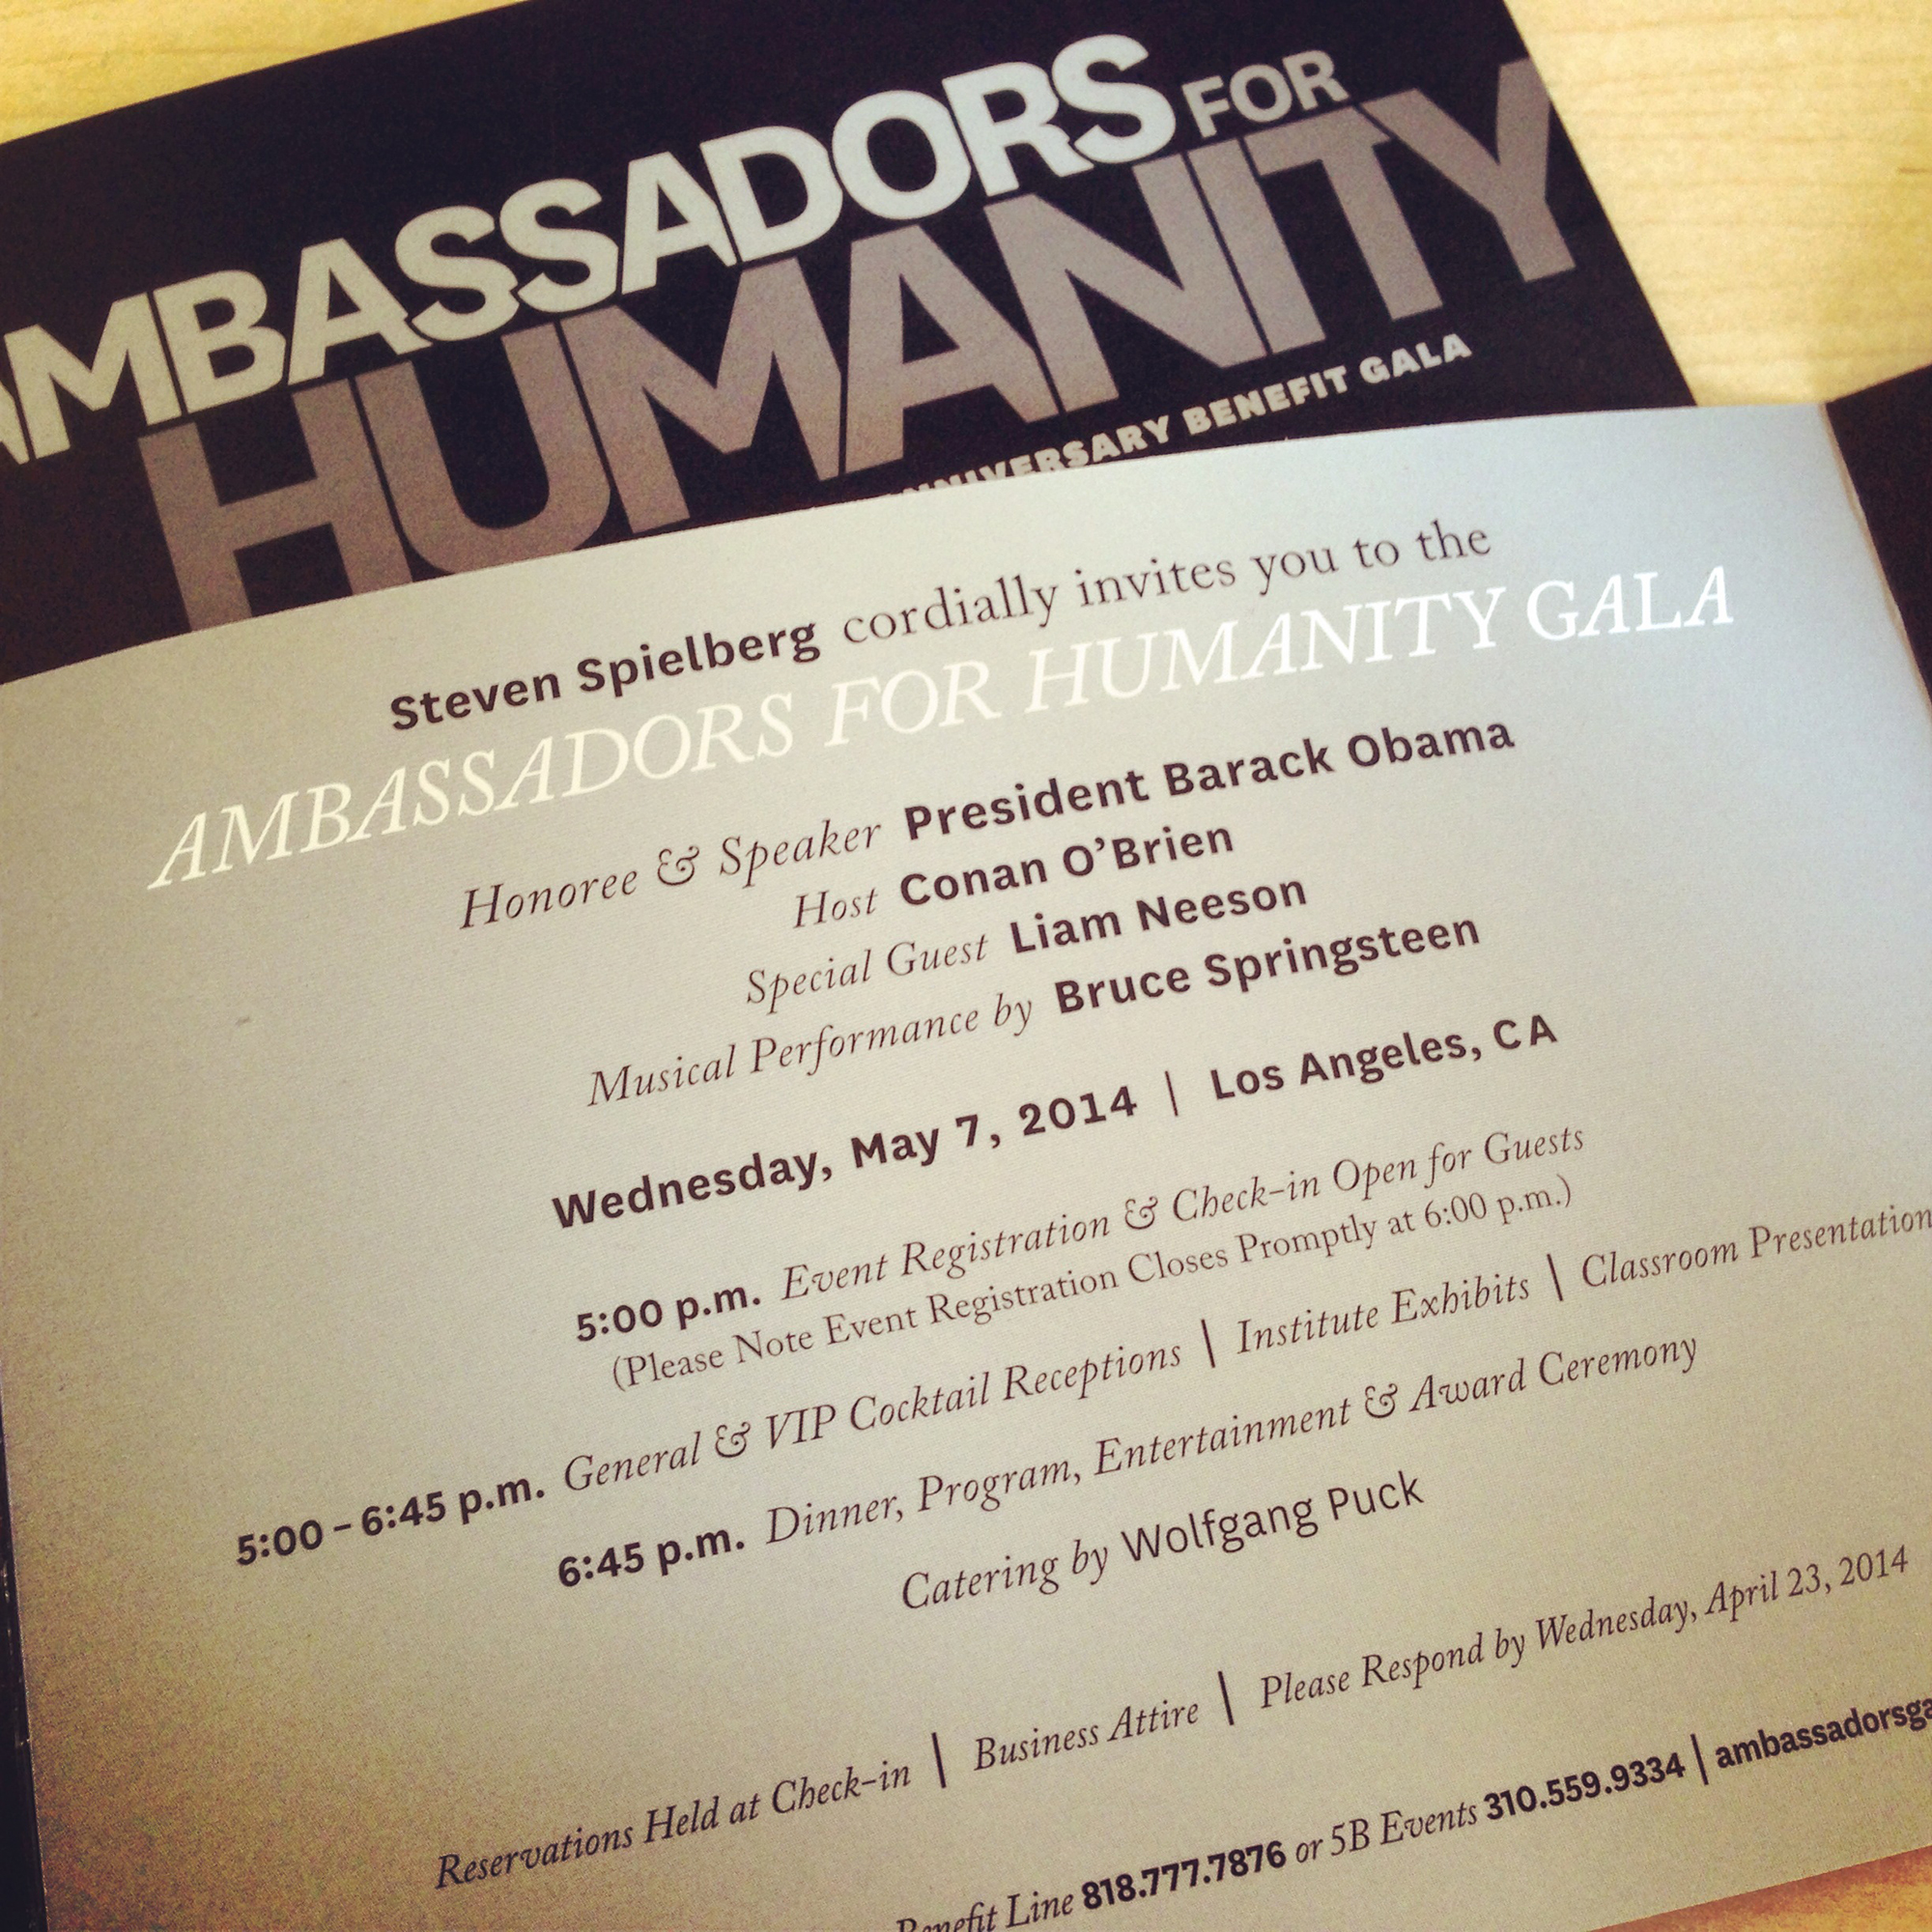 AMBASSADORS FOR
HUMANITY
BENEFIT GALA
Steven Spielberg cordially invites you to the
AMBASSADORS FOR HUMANITY GALA
Honoree & Speaker President Barack Obama
Host Conan O'Brien
Special Guest Liam Neeson
Musical Performance by Bruce Springsteen
Wednesday, May 7, 2014 | Los Angeles, CA
5:00 p.m. Event Registration & Check-in Open for Guests
(Please Note Event Registration Closes Promptly at 6:00 p.m.)
5:00 – 6:45 p.m. General & VIP Cocktail Receptions | Institute Exhibits | Classroom Presentation
6:45 p.m. Dinner, Program, Entertainment & Award Ceremony
Catering by Wolfgang Puck
Reservations Held at Check-in | Business Attire | Please Respond by Wednesday, April 23, 2014
Benefit Line 818.777.7876 or 5B Events 310.559.9334 | ambassadorsga